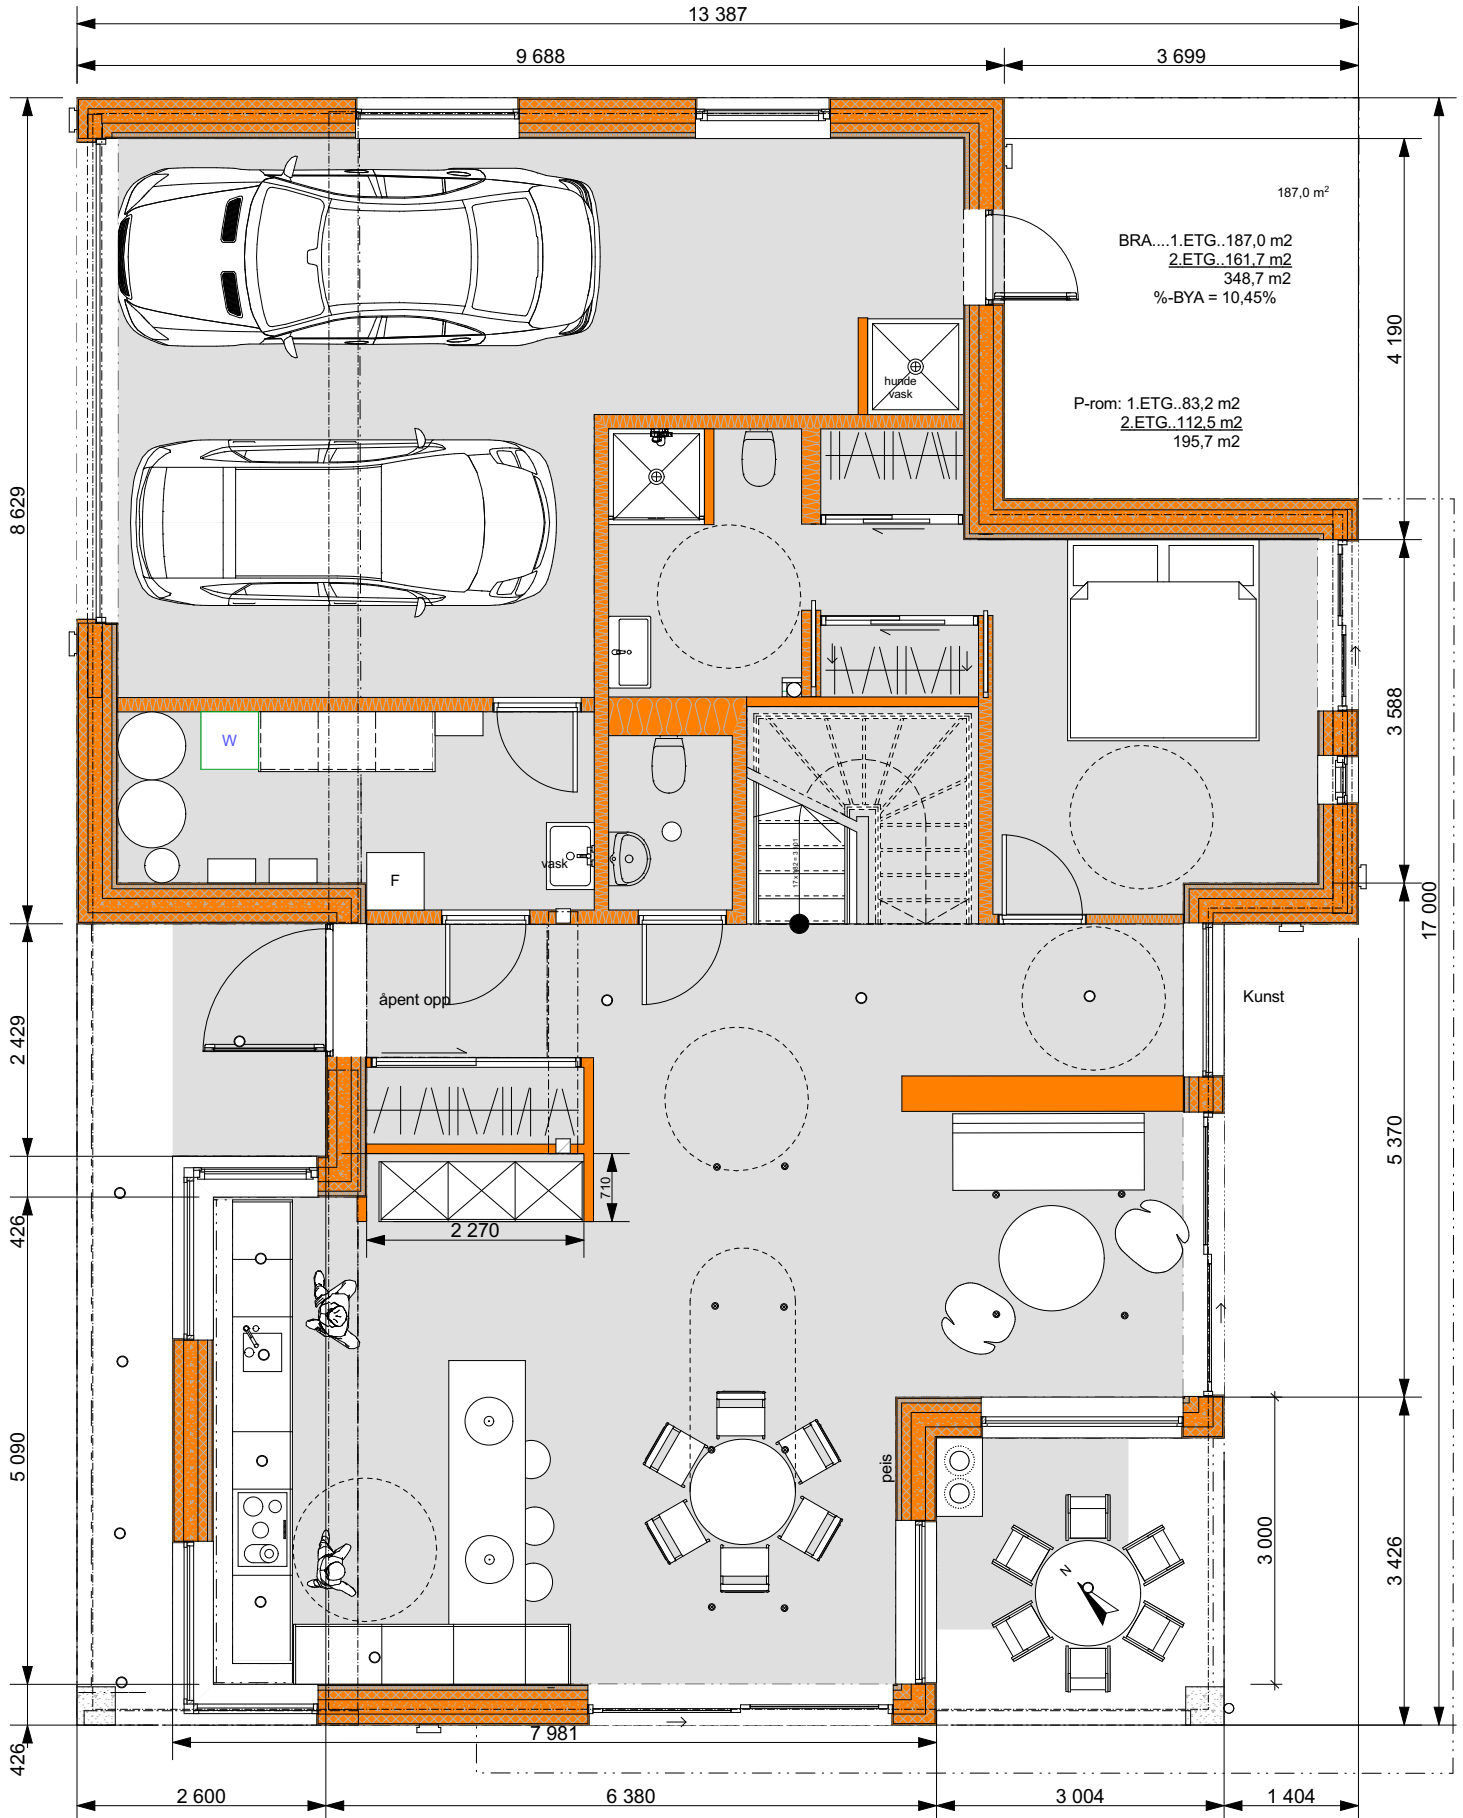 13 387
9 688
3 699
187,0 m²
BRA....1.ETG..187,0 m2
2.ETG..161,7 m2
348,7 m2
%-BYA = 10,45%
4 190
hunde
vask
P-rom: 1.ETG..83,2 m2
2.ETG..112,5 m2
195,7 m2
8 629
3 588
W
vask
F
17 000
åpent opp
Kunst
2 429
5 370
710
2 270
426
5 090
peis
N
3 000
3 426
7 981
426
2 600
6 380
3 004
1 404